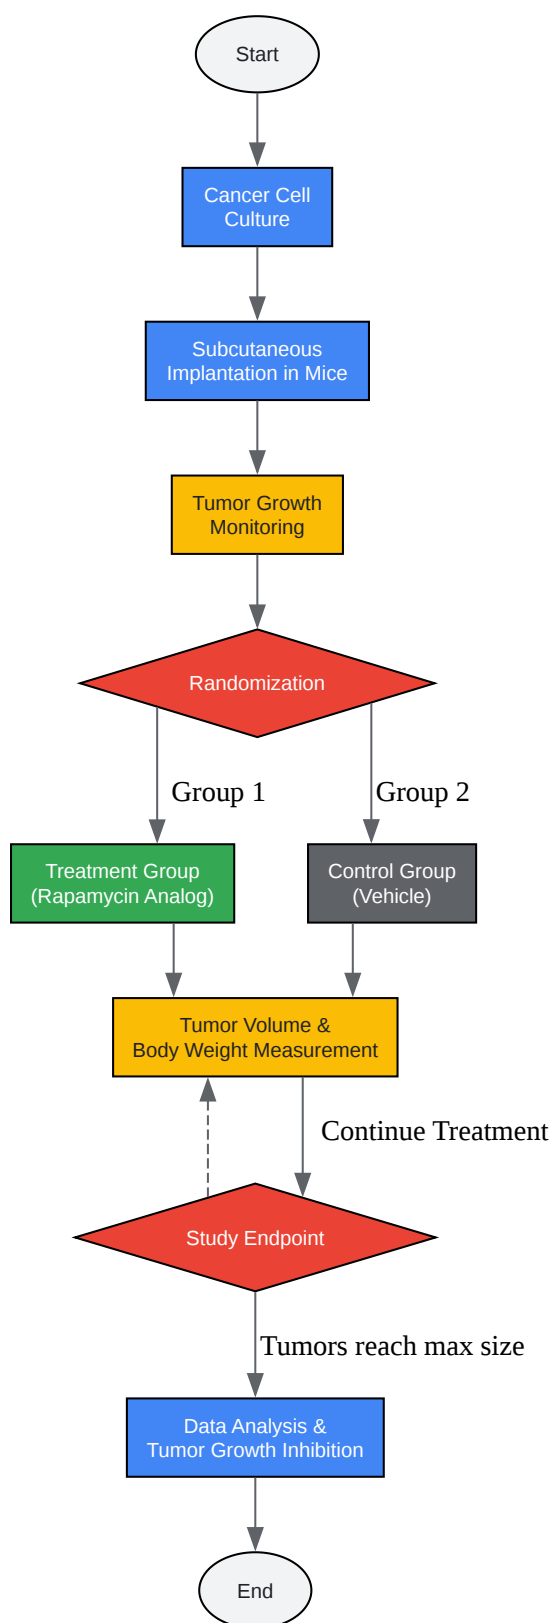 Start
Cancer Cell
Culture
Subcutaneous
Implantation in Mice
Tumor Growth
Monitoring
Randomization
Group 1
Group 2
Treatment Group
(Rapamycin Analog)
Control Group
(Vehicle)
Tumor Volume &
Body Weight Measurement
Continue Treatment
Study Endpoint
Tumors reach max size
Data Analysis &
Tumor Growth Inhibition
End